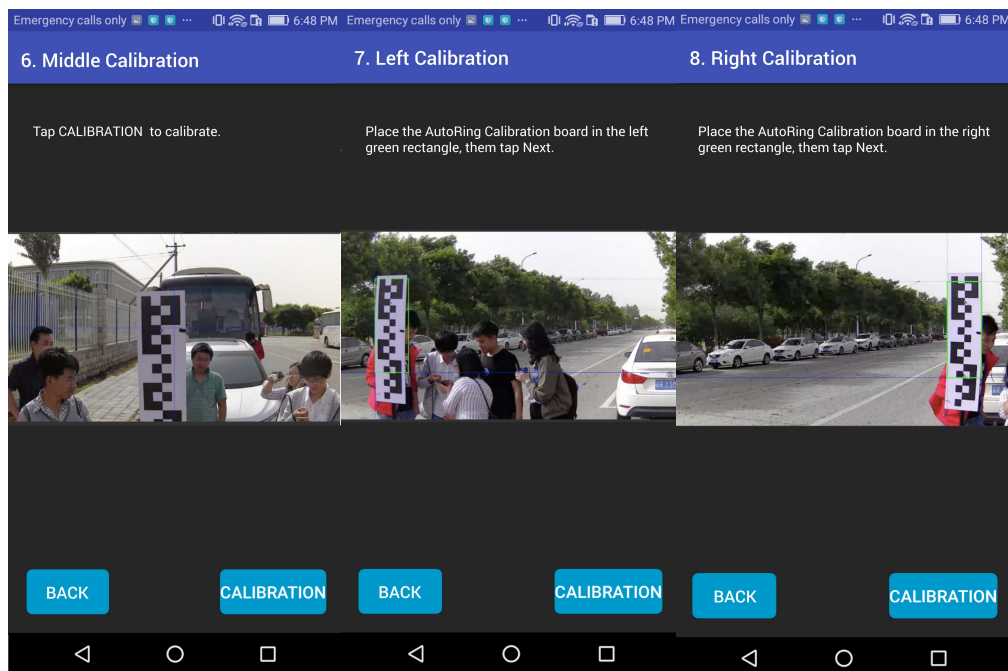 Emergency calls only
6:48 PM
6. Middle Calibration
Tap CALIBRATION to calibrate.
BACK
CALIBRATION
Emergency calls only
6:48 PM
7. Left Calibration
Place the AutoRing Calibration board in the left
green rectangle, them tap Next.
BACK
CALIBRATION
Emergency calls only
6:48 PM
8. Right Calibration
Place the AutoRing Calibration board in the right
green rectangle, them tap Next.
BACK
CALIBRATION